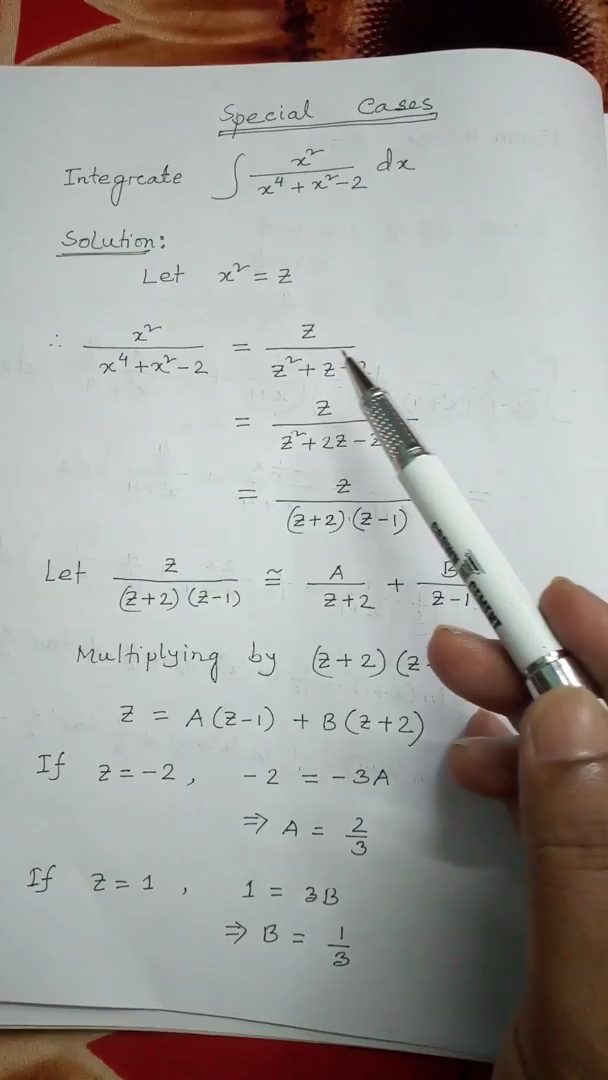 Special Cases
Integrate ∫ x²/(x⁴+x²-2) dx
Solution:
Let x² = z
∴ x²/(x⁴+x²-2) = z/(z²+z-2
= z/(z²+2z-z
= z/((z+2)(z-1))
Let z/((z+2)(z-1)) ≅ A/(z+2) + B/(z-1
Multiplying by (z+2)(z-
z = A(z-1) + B(z+2)
If z=-2, -2 = -3A
⇒ A = 2/3
If z=1, 1 = 3B
⇒ B = 1/3
CEMENT